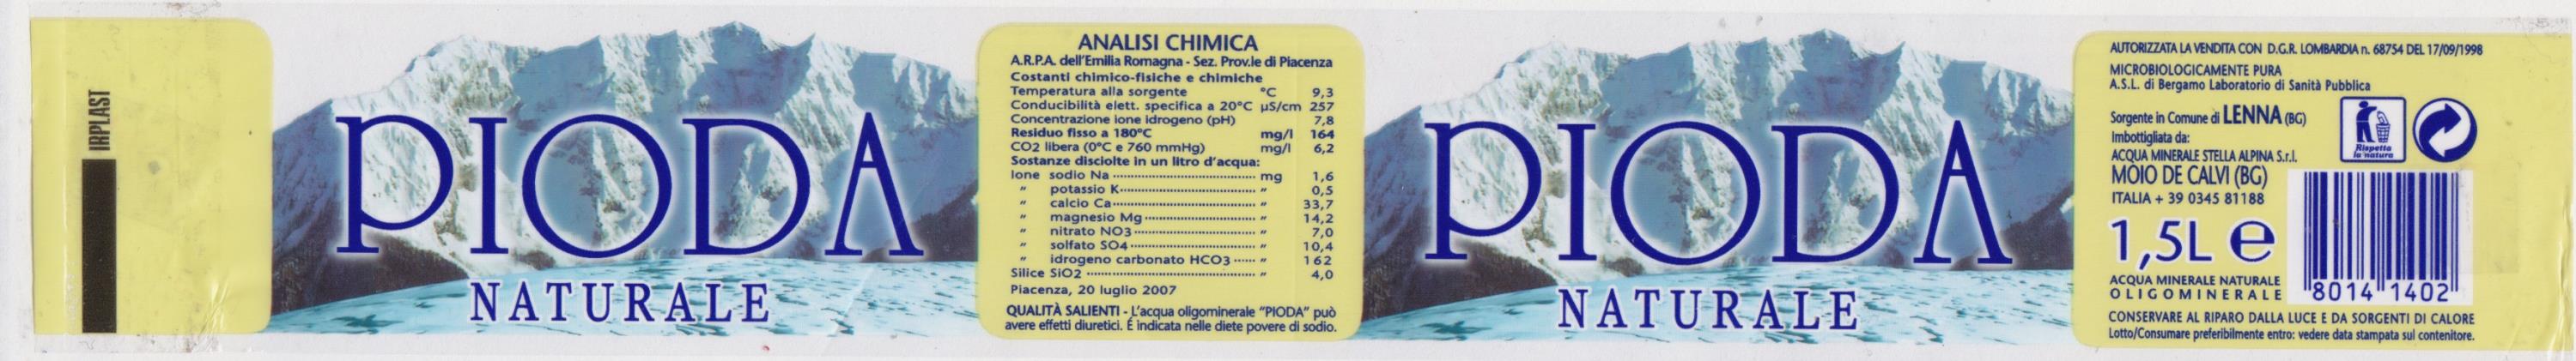 IRPLAST
PIODA
NATURALE
ANALISI CHIMICA
A.R.P.A. dell'Emilia Romagna - Sez. Prov.le di Piacenza
Costanti chimico-fisiche e chimiche
Temperatura alla sorgente °C 9,3
Conducibilità elett. specifica a 20°C µS/cm 257
Concentrazione ione idrogeno (pH) 7,8
Residuo fisso a 180°C mg/l 164
CO2 libera (0°C e 760 mmHg) mg/l 6,2
Sostanze disciolte in un litro d'acqua:
Ione sodio Na ........ mg 1,6
" potassio K........ " 0,5
" calcio Ca........ " 33,7
" magnesio Mg........ " 14,2
" nitrato NO3........ " 7,0
" solfato SO4........ " 10,4
" idrogeno carbonato HCO3...... " 162
Silice SiO2 ........ " 4,0
Piacenza, 20 luglio 2007
QUALITÀ SALIENTI - L'acqua oligominerale "PIODA" può
avere effetti diuretici. É indicata nelle diete povere di sodio.
PIODA
NATURALE
AUTORIZZATA LA VENDITA CON D.G.R. LOMBARDIA n. 68754 DEL 17/09/1998
MICROBIOLOGICAMENTE PURA
A.S.L. di Bergamo Laboratorio di Sanità Pubblica
Sorgente in Comune di LENNA (BG)
Imbottigliata da:
ACQUA MINERALE STELLA ALPINA S.r.l.
MOIO DE CALVI (BG)
ITALIA + 39 0345 81188
Rispetta
la natura
1,5L e
ACQUA MINERALE NATURALE
OLIGOMINERALE
8014 1402
CONSERVARE AL RIPARO DALLA LUCE E DA SORGENTI DI CALORE
Lotto/Consumare preferibilmente entro: vedere data stampata sul contenitore.